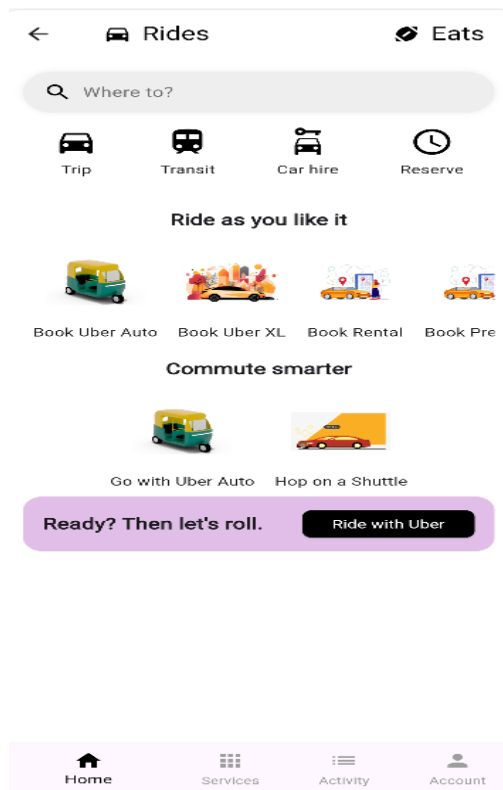 Rides Eats
Where to?
Trip Transit Car hire Reserve
Ride as you like it
Book Uber Auto Book Uber XL Book Rental Book Pre
Commute smarter
Go with Uber Auto Hop on a Shuttle
Ready? Then let's roll. Ride with Uber
Home Services Activity Account